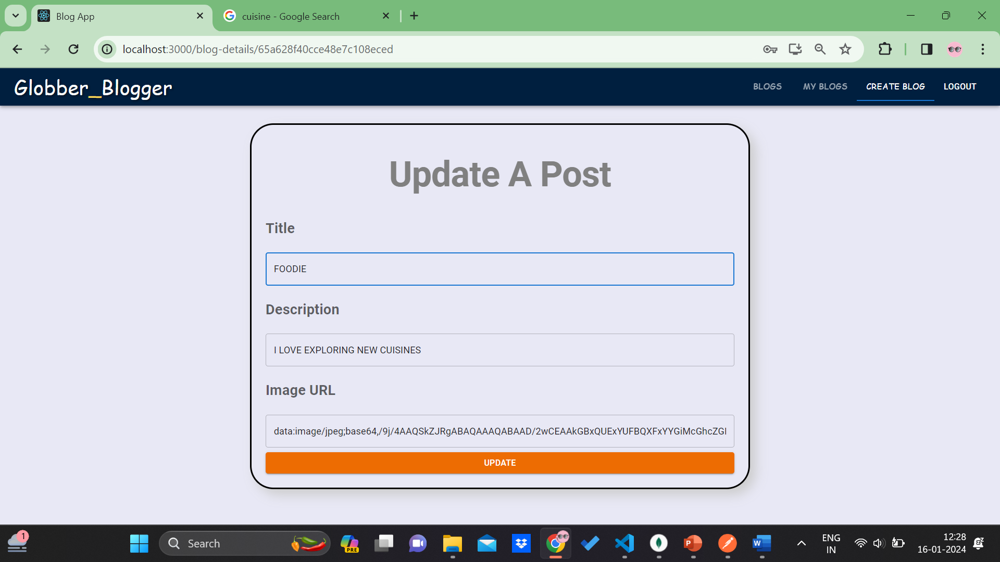 Blog App
cuisine - Google Search
localhost:3000/blog-details/65a628f40cce48e7c108eced
Globber_Blogger
BLOGS
MY BLOGS
CREATE BLOG
LOGOUT
Update A Post
Title
FOODIE
Description
I LOVE EXPLORING NEW CUISINES
Image URL
data:image/jpeg;base64,/9j/4AAQSkZJRgABAQAAAQABAAD/2wCEAAkGBxQUExYUFBQXFxYYGiMcGhcZGI
UPDATE
1
Search
PRE
P
W
ENG
IN
12:28
16-01-2024